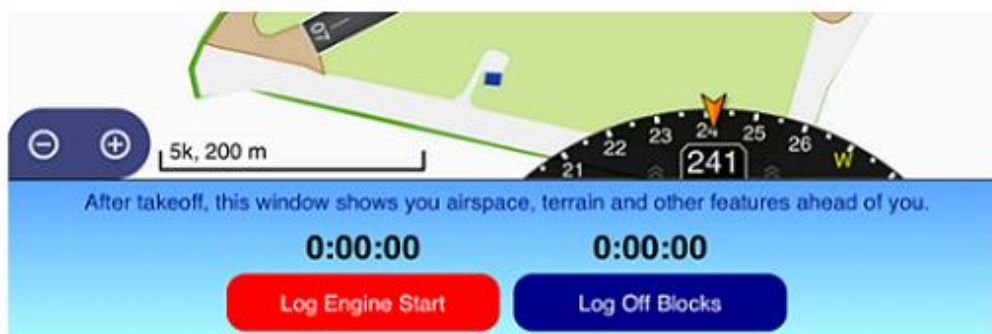 07
5k, 200 m
21 22 23 24 25 26 W
241
After takeoff, this window shows you airspace, terrain and other features ahead of you.
0:00:00 0:00:00
Log Engine Start Log Off Blocks